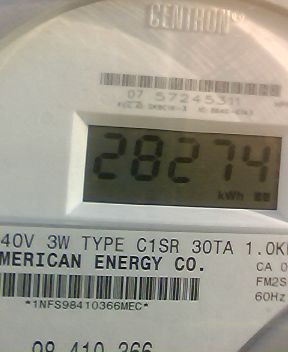 CENTRON
07 57245311
28274
kWh
40V 3W TYPE C1SR 30TA 1.0K
MERICAN ENERGY CO.
CA 0
FM2S
60Hz
*1NFS98410366MEC*
98 410 366